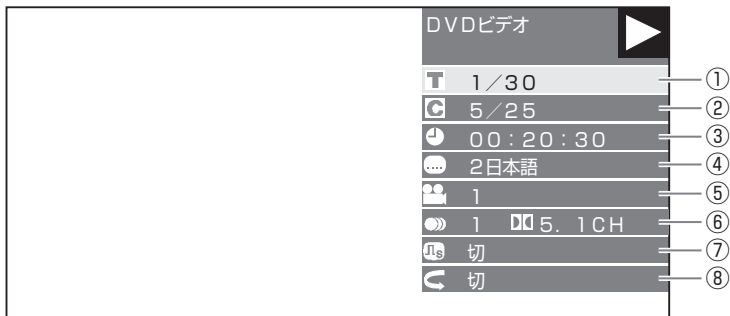 DVDビデオ
T 1/30 ①
C 5/25 ②
00:20:30 ③
2日本語 ④
1 ⑤
1 5.1CH ⑥
切 ⑦
切 ⑧